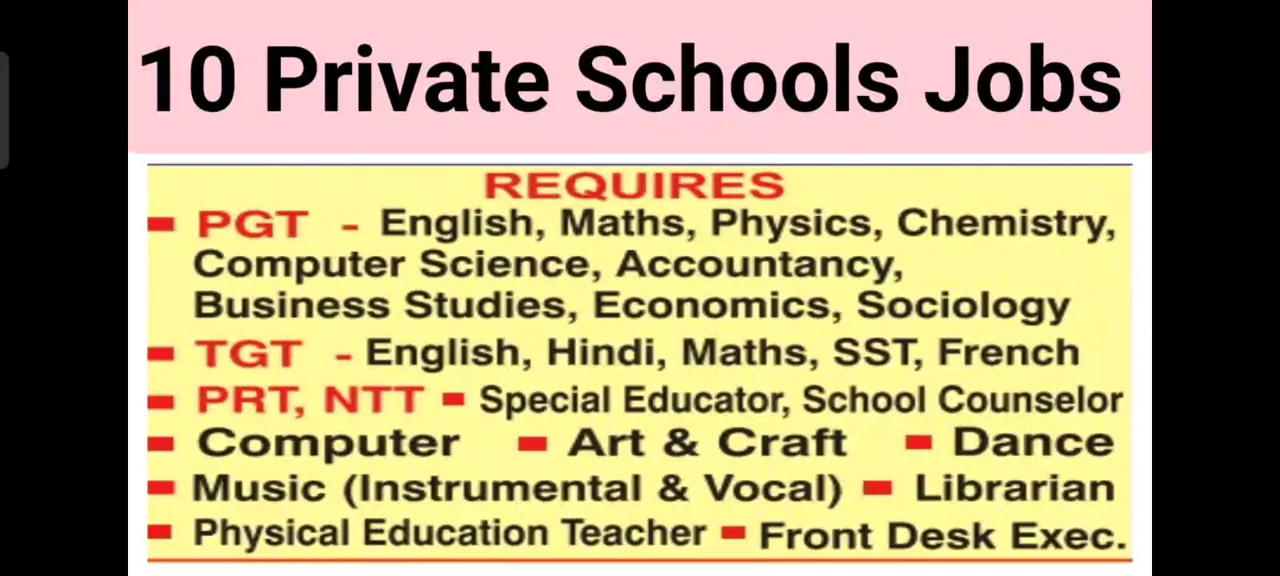 10 Private Schools Jobs
REQUIRES
PGT - English, Maths, Physics, Chemistry,
Computer Science, Accountancy,
Business Studies, Economics, Sociology
TGT - English, Hindi, Maths, SST, French
PRT, NTT - Special Educator, School Counselor
- Computer - Art & Craft - Dance
- Music (Instrumental & Vocal) - Librarian
- Physical Education Teacher - Front Desk Exec.